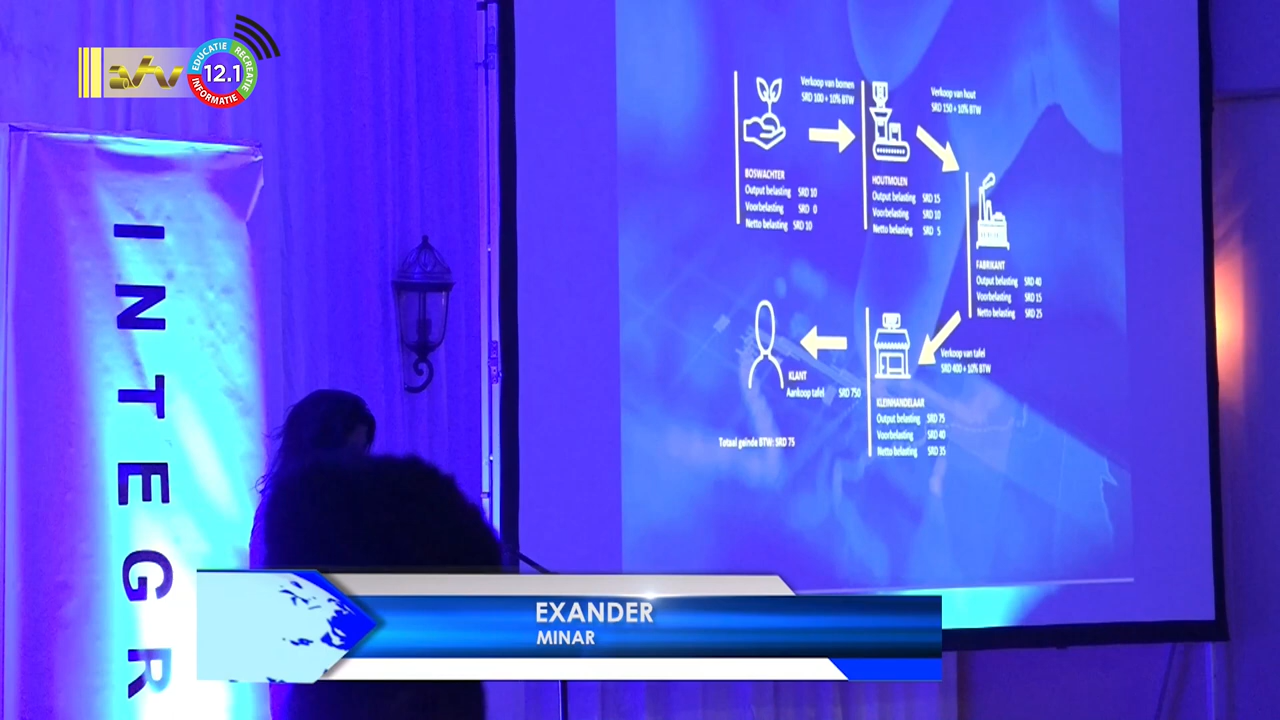 atv
EDUCATIE
RECREATIE
INFORMATIE
12.1
INTEGR
Verkoop van bomen
SRD 100 + 10% BTW
Verkoop van hout
SRD 150 + 10% BTW
BOSWACHTER
Output belasting SRD 10
Voorbelasting SRD 0
Netto belasting SRD 10
HOUTMOLEN
Output belasting SRD 15
Voorbelasting SRD 10
Netto belasting SRD 5
FABRIKANT
Output belasting SRD 40
Voorbelasting SRD 15
Netto belasting SRD 25
Verkoop van tafel
SRD 400 + 10% BTW
KLANT
Aankoop tafel SRD 750
KLEINHANDELAAR
Output belasting SRD 75
Voorbelasting SRD 40
Netto belasting SRD 35
Totaal geinde BTW: SRD 75
EXANDER
MINAR